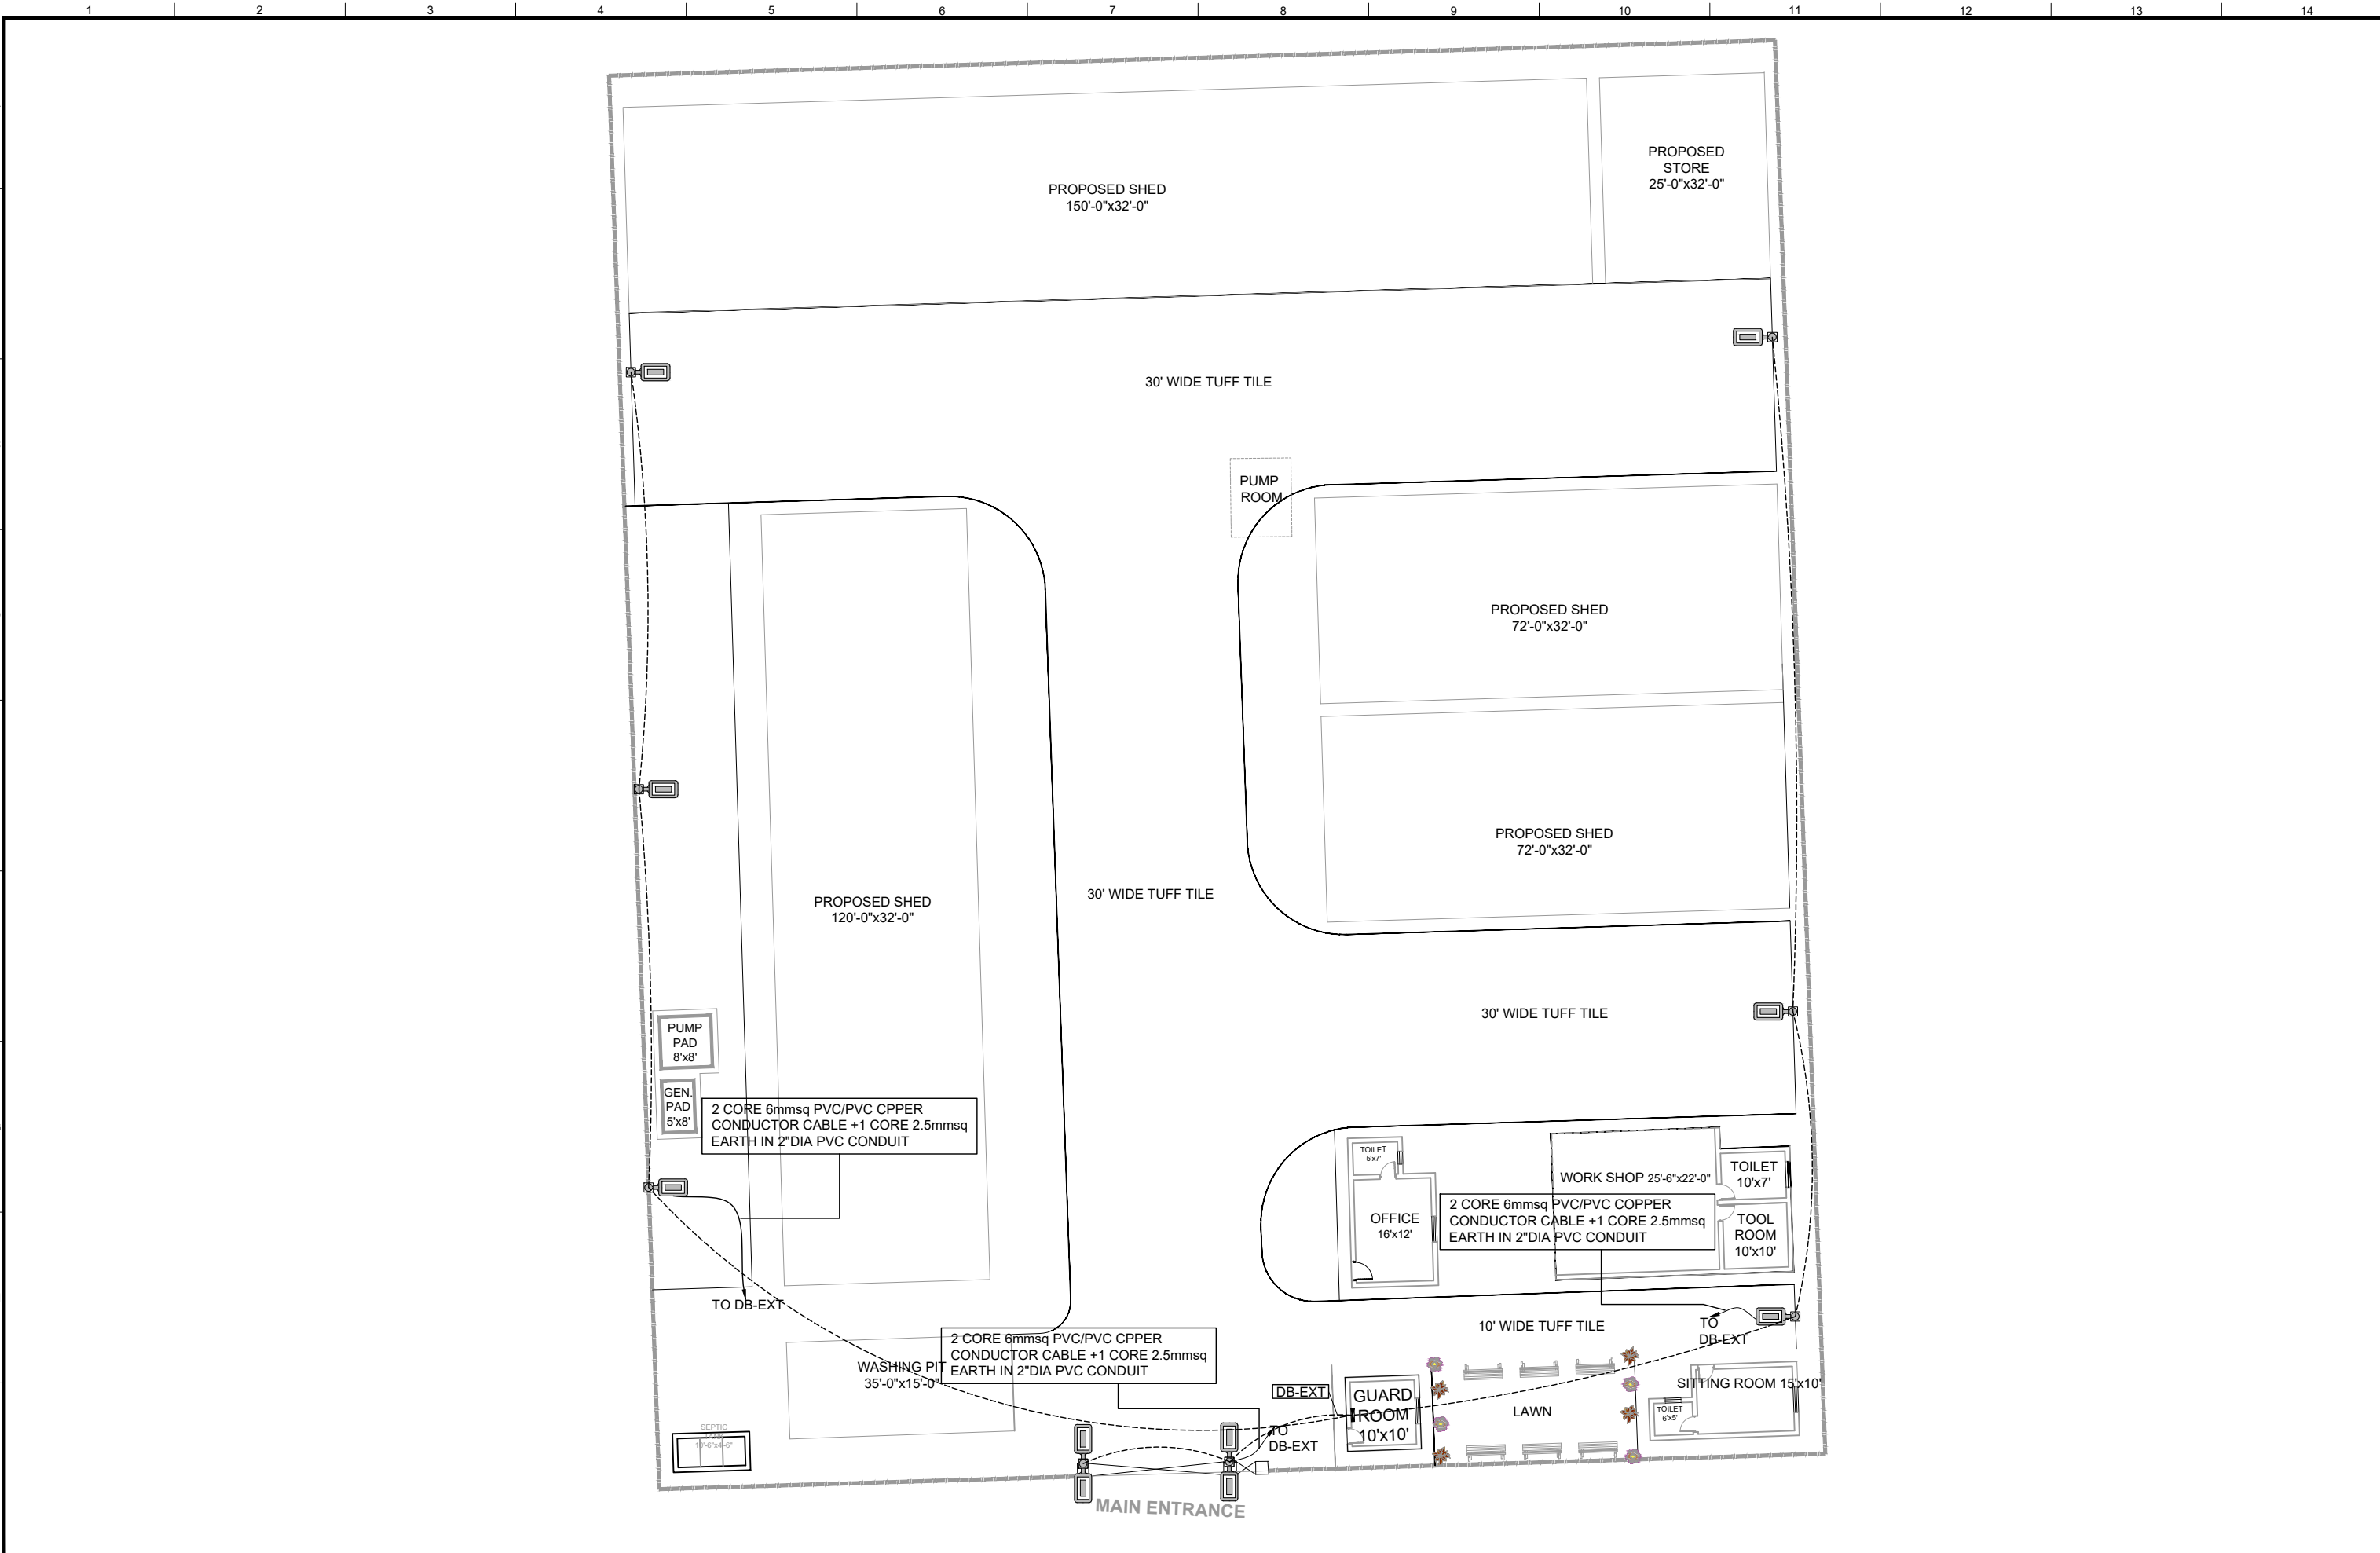 1 2 3 4 5 6 7 8 9 10 11 12 13 14
PROPOSED SHED
150'-0"x32'-0"
PROPOSED
STORE
25'-0"x32'-0"
30' WIDE TUFF TILE
PUMP
ROOM
PROPOSED SHED
72'-0"x32'-0"
PROPOSED SHED
72'-0"x32'-0"
PROPOSED SHED
120'-0"x32'-0"
30' WIDE TUFF TILE
30' WIDE TUFF TILE
PUMP
PAD
8'x8'
GEN.
PAD
5'x8'
2 CORE 6mmsq PVC/PVC CPPER
CONDUCTOR CABLE +1 CORE 2.5mmsq
EARTH IN 2"DIA PVC CONDUIT
TO DB-EXT
TOILET
5'x7'
OFFICE
16'x12'
WORK SHOP 25'-6"x22'-0"
TOILET
10'x7'
2 CORE 6mmsq PVC/PVC COPPER
CONDUCTOR CABLE +1 CORE 2.5mmsq
EARTH IN 2"DIA PVC CONDUIT
TOOL
ROOM
10'x10'
10' WIDE TUFF TILE
TO
DB-EXT
2 CORE 6mmsq PVC/PVC CPPER
CONDUCTOR CABLE +1 CORE 2.5mmsq
EARTH IN 2"DIA PVC CONDUIT
WASHING PIT
35'-0"x15'-0"
DB-EXT
GUARD
ROOM
10'x10'
LAWN
SITTING ROOM 15'x10'
TOILET
6'x5'
TO
DB-EXT
SEPTIC
MAIN ENTRANCE